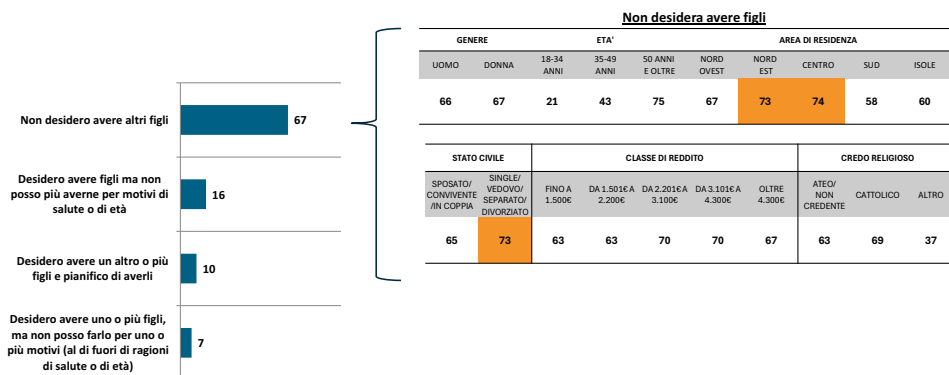 Non desidera avere figli
GENERE ETA' AREA DI RESIDENZA
UOMO DONNA 18-34 ANNI 35-49 ANNI 50 ANNI E OLTRE NORD OVEST NORD EST CENTRO SUD ISOLE
66 67 21 43 75 67 73 74 58 60
STATO CIVILE CLASSE DI REDDITO CREDO RELIGIOSO
SPOSATO/ CONVIVENTE /IN COPPIA SINGLE/ VEDOVO/ SEPARATO/ DIVORZIATO FINO A 1.500€ DA 1.501€ A 2.200€ DA 2.201€ A 3.100€ DA 3.101€ A 4.300€ OLTRE 4.300€ ATEO/ NON CREDENTE CATTOLICO ALTRO
65 73 63 63 70 70 67 63 69 37
Non desidero avere altri figli 67
Desidero avere figli ma non
posso più averne per motivi di
salute o di età
16
Desidero avere un altro o più
figli e pianifico di averli
10
Desidero avere uno o più figli,
ma non posso farlo per uno o
più motivi (al di fuori di ragioni
di salute o di età)
7